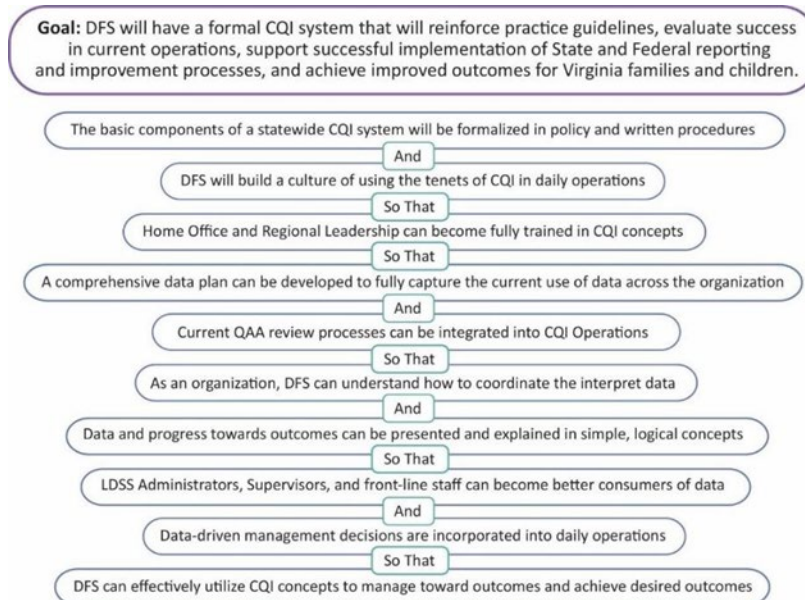 Goal: DFS will have a formal CQI system that will reinforce practice guidelines, evaluate success
in current operations, support successful implementation of State and Federal reporting
and improvement processes, and achieve improved outcomes for Virginia families and children.
The basic components of a statewide CQI system will be formalized in policy and written procedures
And
DFS will build a culture of using the tenets of CQI in daily operations
So That
Home Office and Regional Leadership can become fully trained in CQI concepts
So That
A comprehensive data plan can be developed to fully capture the current use of data across the organization
And
Current QAA review processes can be integrated into CQI Operations
So That
As an organization, DFS can understand how to coordinate the interpret data
And
Data and progress towards outcomes can be presented and explained in simple, logical concepts
So That
LDSS Administrators, Supervisors, and front-line staff can become better consumers of data
And
Data-driven management decisions are incorporated into daily operations
So That
DFS can effectively utilize CQI concepts to manage toward outcomes and achieve desired outcomes